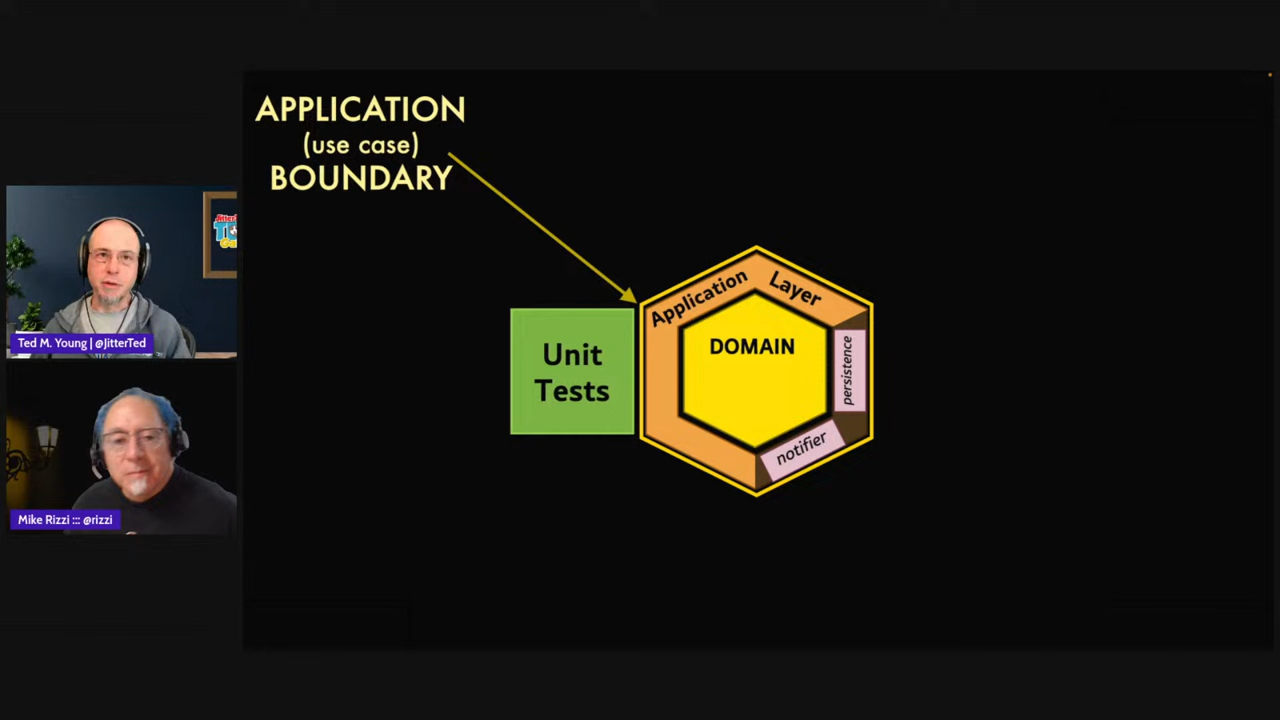 APPLICATION
(use case)
BOUNDARY
Application Layer
DOMAIN
persistence
notifier
Unit
Tests
Ted M. Young | @JitterTed
Mike Rizzi ::: @rizzi